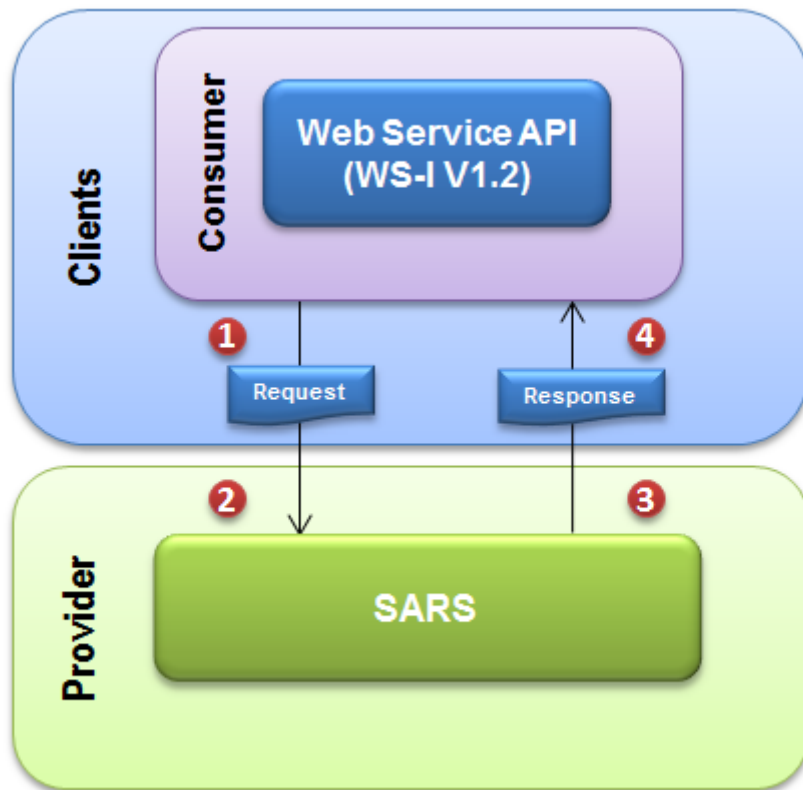 Clients
Consumer
Web Service API
(WS-I V1.2)
1
4
Request
Response
2
3
Provider
SARS